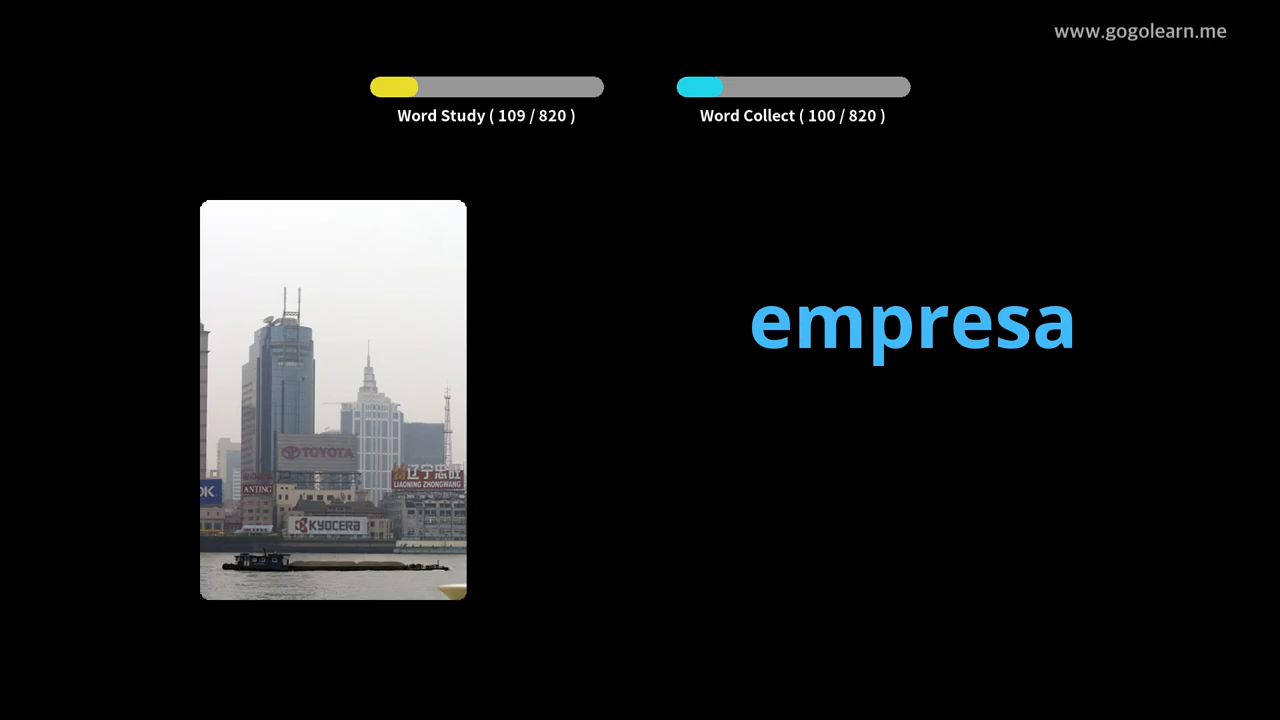 www.gogolearn.me
Word Study ( 109 / 820 )
Word Collect ( 100 / 820 )
empresa
TOYOTA
辽宁忠旺
LIAONING ZHONGWANG
OK
ANTING
KYOCERA